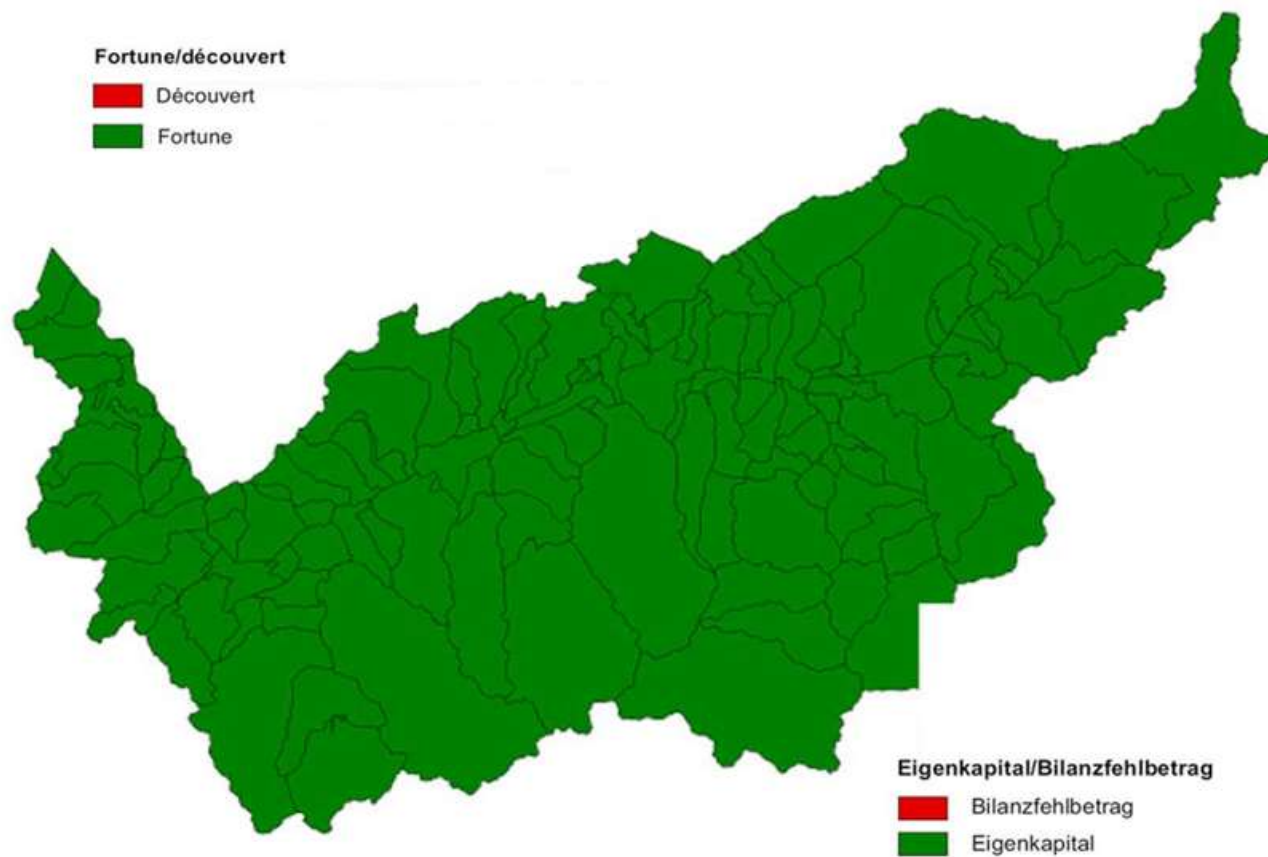 Fortune/découvert
Découvert
Fortune
Eigenkapital/Bilanzfehlbetrag
Bilanzfehlbetrag
Eigenkapital